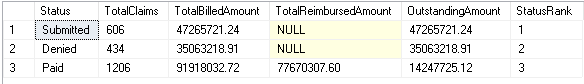 Status TotalClaims TotalBilledAmount TotalReimbursedAmount OutstandingAmount StatusRank
1 Submitted 606 47265721.24 NULL 47265721.24 1
2 Denied 434 35063218.91 NULL 35063218.91 2
3 Paid 1206 91918032.72 77670307.60 14247725.12 3